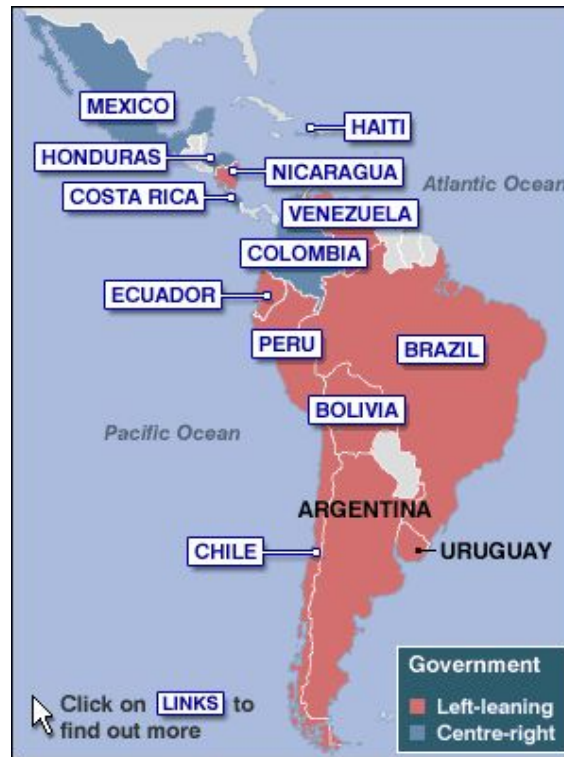 MEXICO
HAITI
HONDURAS
NICARAGUA
COSTA RICA
Atlantic Ocean
VENEZUELA
COLOMBIA
ECUADOR
PERU
BRAZIL
BOLIVIA
Pacific Ocean
ARGENTINA
CHILE
URUGUAY
Government
Left-leaning
Centre-right
Click on LINKS to
find out more